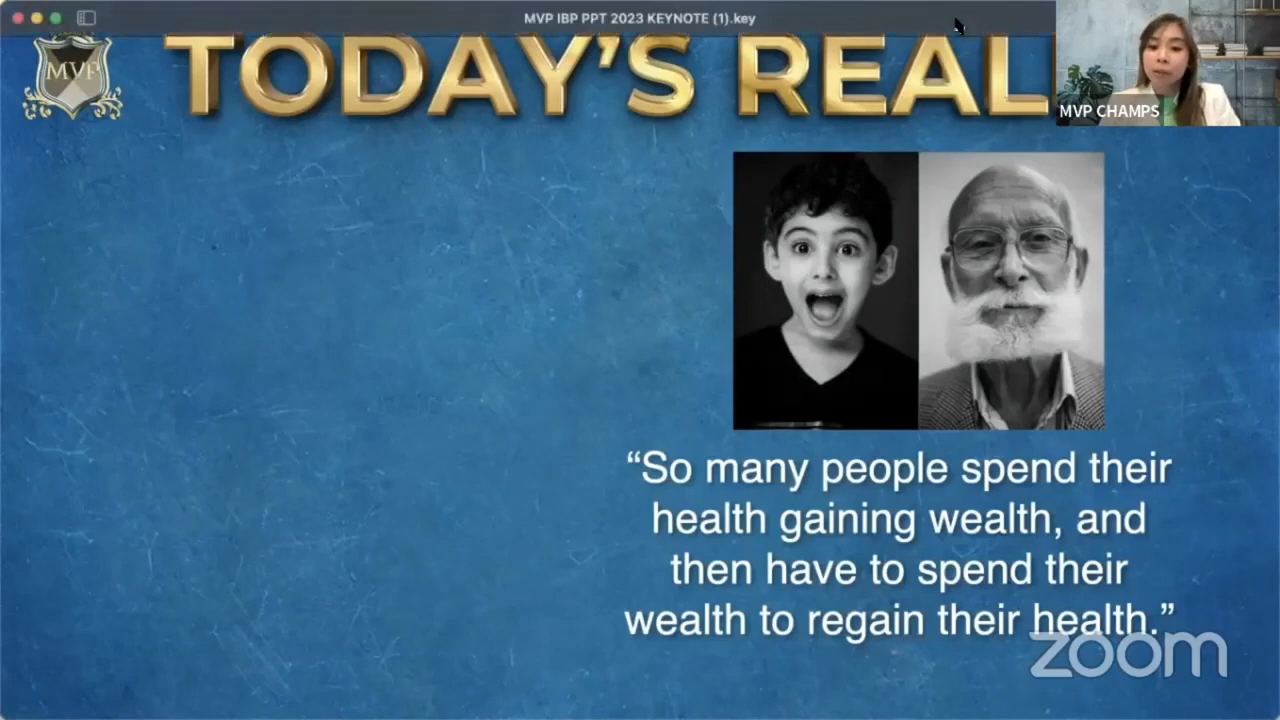 MVP IBP PPT 2023 KEYNOTE (1).key
MVP
TODAY'S REAL
MVP CHAMPS
“So many people spend their
health gaining wealth, and
then have to spend their
wealth to regain their health.”
zoom